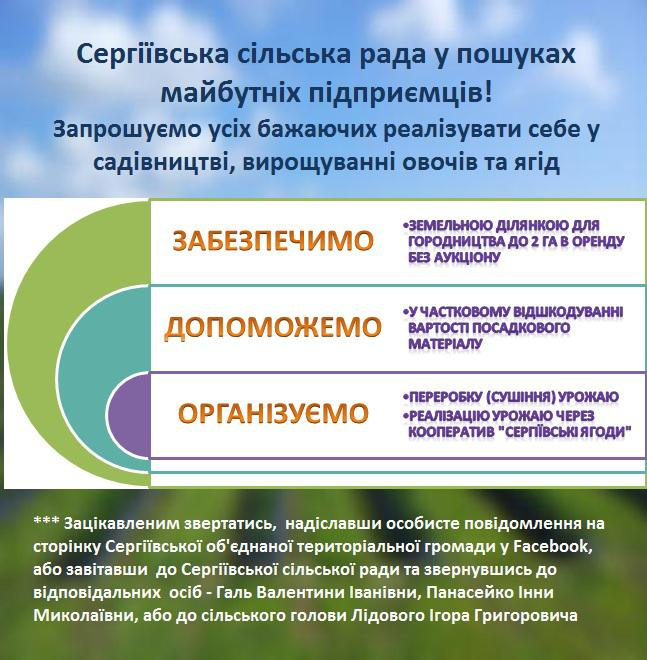 Сергіївська сільська рада у пошуках
майбутніх підприємців!
Запрошуємо усіх бажаючих реалізувати себе у
садівництві, вирощуванні овочів та ягід
ЗАБЕЗПЕЧИМО
•ЗЕМЕЛЬНОЮ ДІЛЯНКОЮ ДЛЯ
ГОРОДНИЦТВА ДО 2 ГА В ОРЕНДУ
БЕЗ АУКЦІОНУ
ДОПОМОЖЕМО
•У ЧАСТКОВОМУ ВІДШКОДУВАННІ
ВАРТОСТІ ПОСАДКОВОГО
МАТЕРІАЛУ
ОРГАНІЗУЄМО
•ПЕРЕРОБКУ (СУШІННЯ) УРОЖАЮ
•РЕАЛІЗАЦІЮ УРОЖАЮ ЧЕРЕЗ
КООПЕРАТИВ "СЕРГІЇВСЬКІ ЯГОДИ"
*** Зацікавленим звертатись, надіславши особисте повідомлення на
сторінку Сергіївської об'єднаної територіальної громади у Facebook,
або завітавши до Сергіївської сільської ради та звернувшись до
відповідальних осіб - Галь Валентини Іванівни, Панасейко Інни
Миколаївни, або до сільського голови Лідового Ігора Григоровича